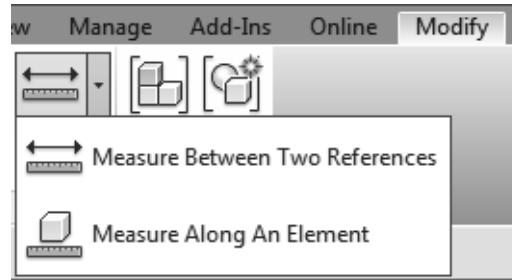 w Manage Add-Ins Online Modify
Measure Between Two References
Measure Along An Element